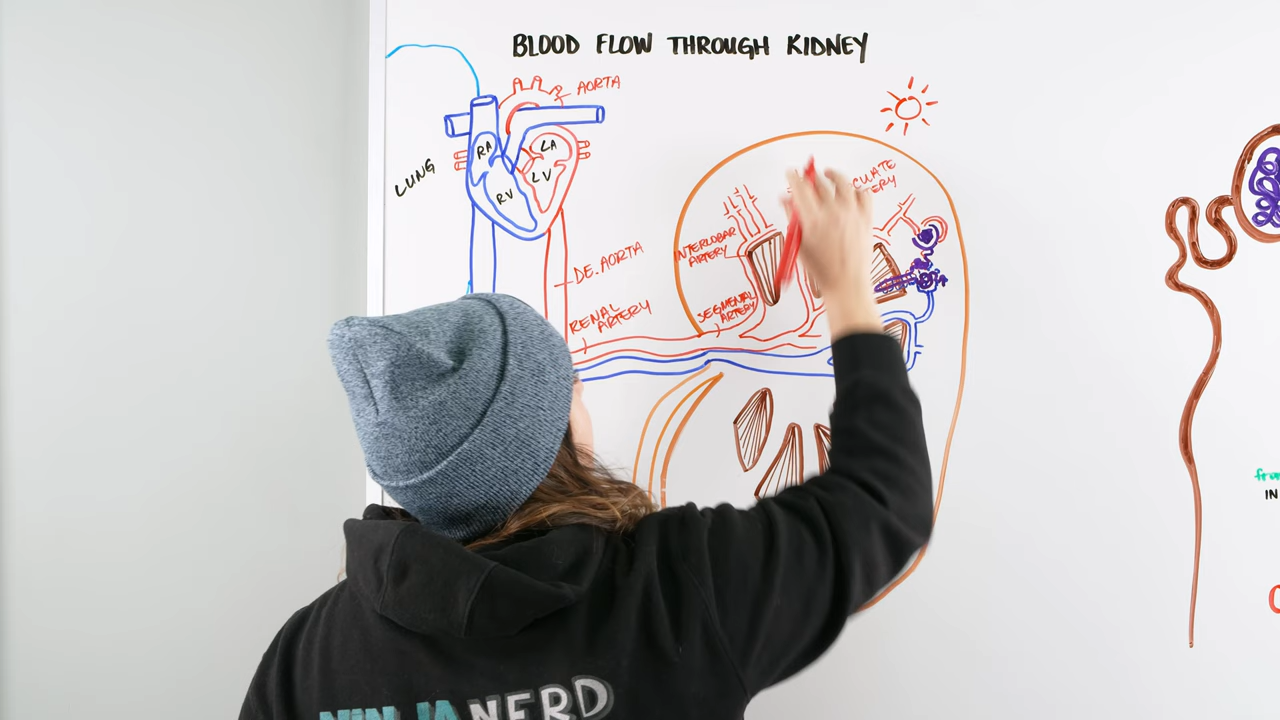 BLOOD FLOW THROUGH KIDNEY
AORTA
LUNG
RA
LA
LV
RV
DE. AORTA
RENAL
ARTERY
INTERLOBAR
ARTERY
SEGMENTAL
ARTERY
IN
NINJANERD